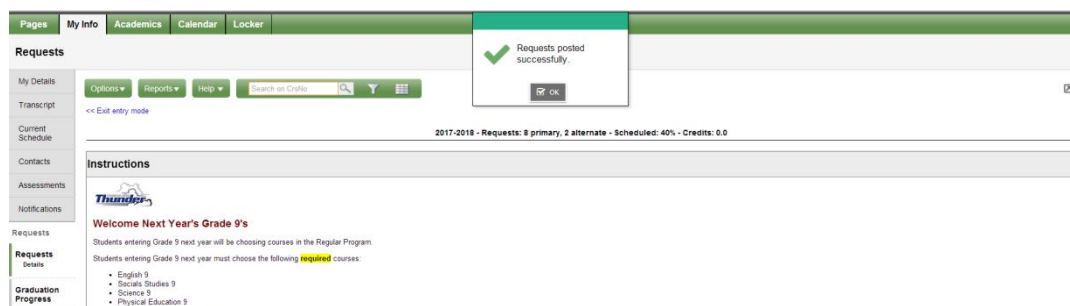 Pages My Info Academics Calendar Locker
Requests
Requests posted
successfully.
OK
My Details
Transcript
Current
Schedule
Contacts
Assessments
Notifications
Requests
Requests
Details
Graduation
Progress
Options Reports Help Search on CrsNo
<< Exit entry mode
2017-2018 - Requests: 8 primary, 2 alternate - Scheduled: 40% - Credits: 0.0
Instructions
Thunder
Welcome Next Year's Grade 9's
Students entering Grade 9 next year will be choosing courses in the Regular Program.
Students entering Grade 9 next year must choose the following required courses:
• English 9
• Socials Studies 9
• Science 9
• Physical Education 9